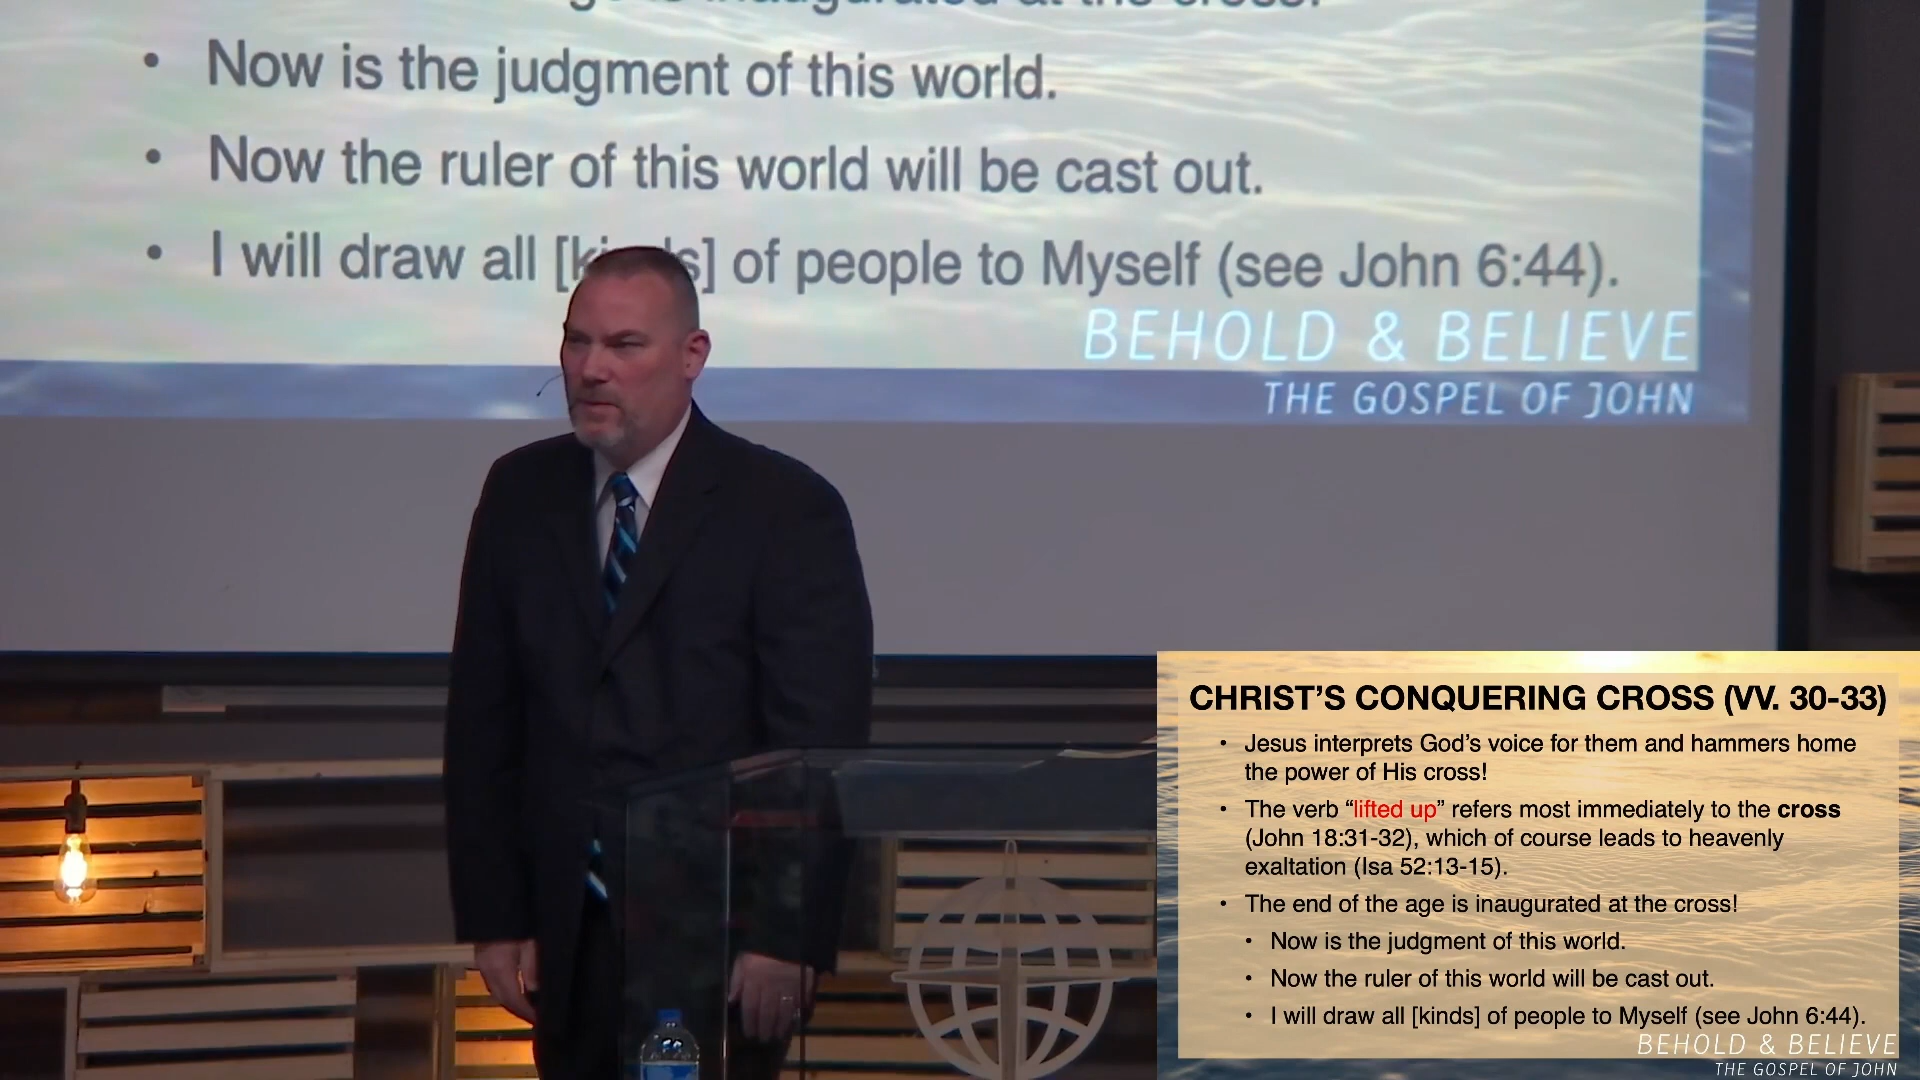 inaugurated at the cross!
• Now is the judgment of this world.
• Now the ruler of this world will be cast out.
• I will draw all [kinds] of people to Myself (see John 6:44).
BEHOLD & BELIEVE
THE GOSPEL OF JOHN
CHRIST’S CONQUERING CROSS (VV. 30-33)
• Jesus interprets God’s voice for them and hammers home
the power of His cross!
• The verb “lifted up” refers most immediately to the cross
(John 18:31-32), which of course leads to heavenly
exaltation (Isa 52:13-15).
• The end of the age is inaugurated at the cross!
• Now is the judgment of this world.
• Now the ruler of this world will be cast out.
• I will draw all [kinds] of people to Myself (see John 6:44).
BEHOLD & BELIEVE
THE GOSPEL OF JOHN